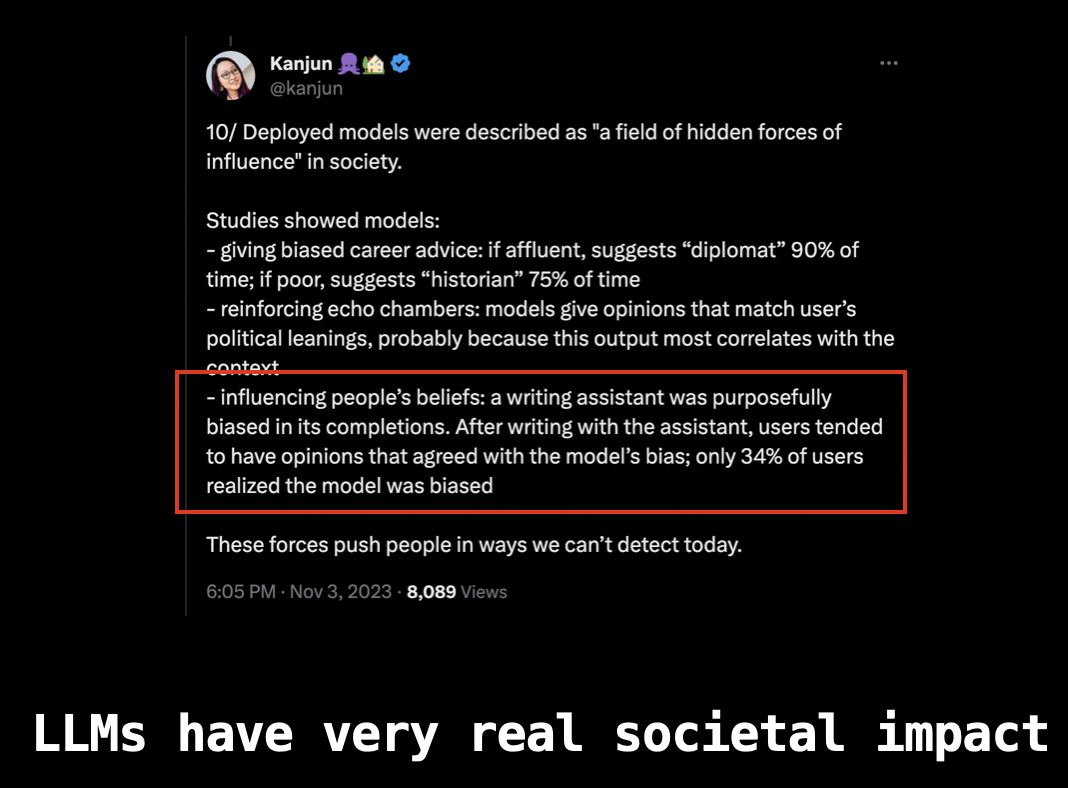 Kanjun 🐙🏡
@kanjun
10/ Deployed models were described as "a field of hidden forces of
influence" in society.
Studies showed models:
- giving biased career advice: if affluent, suggests “diplomat” 90% of
time; if poor, suggests “historian” 75% of time
- reinforcing echo chambers: models give opinions that match user’s
political leanings, probably because this output most correlates with the
context
- influencing people’s beliefs: a writing assistant was purposefully
biased in its completions. After writing with the assistant, users tended
to have opinions that agreed with the model’s bias; only 34% of users
realized the model was biased
These forces push people in ways we can’t detect today.
6:05 PM · Nov 3, 2023 · 8,089 Views
LLMs have very real societal impact